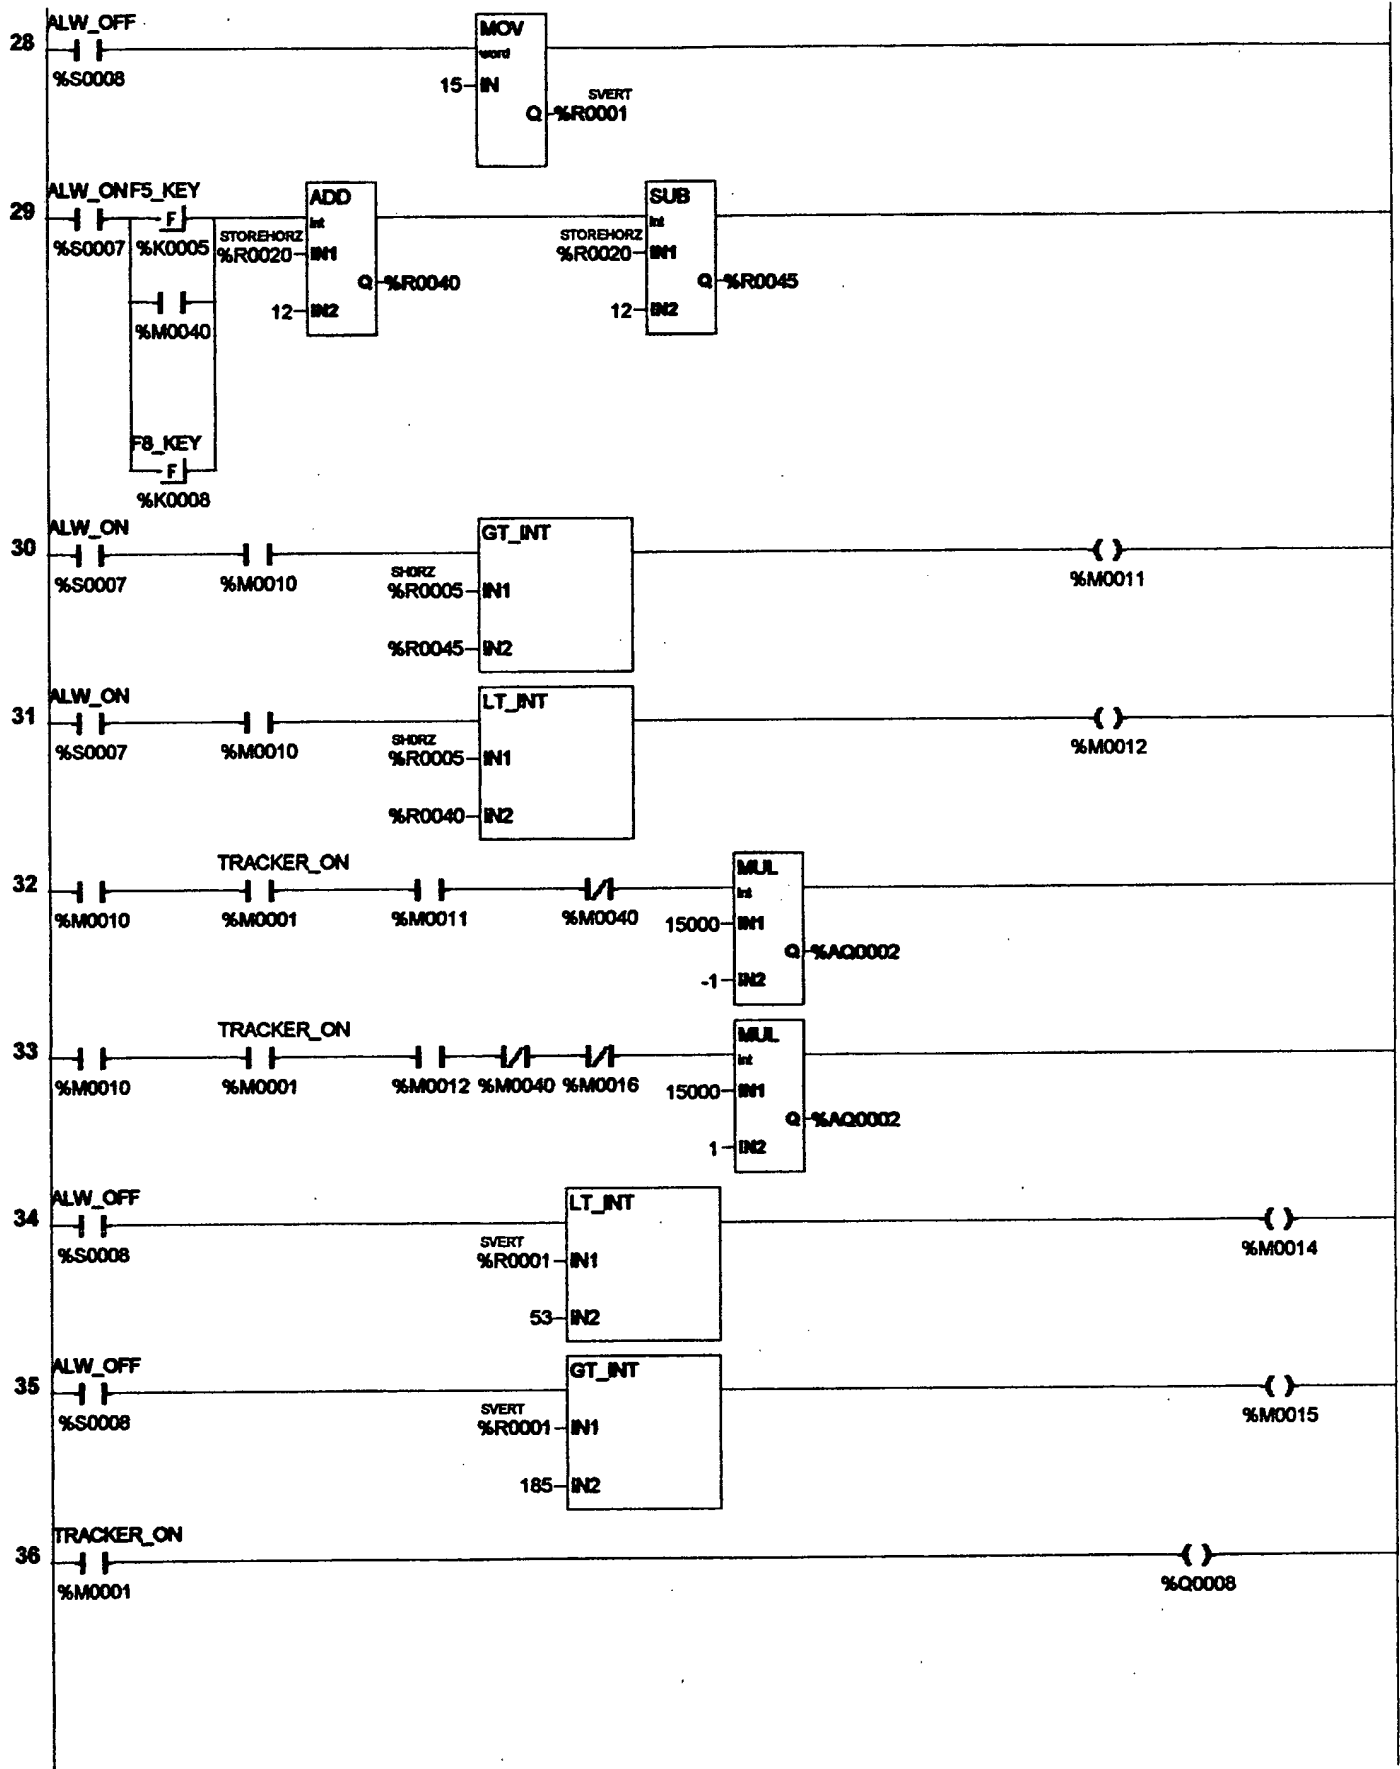 ALW_OFF
28
%S0008
MOV
word
15 IN
SVERT
Q %R0001
ALW_ON F5_KEY
29
%S0007 %K0005
F
%M0040
F8_KEY
F
%K0008
ADD
int
STOREHORZ
%R0020 IN1
Q %R0040
12 IN2
SUB
int
STOREHORZ
%R0020 IN1
Q %R0045
12 IN2
ALW_ON
30
%S0007 %M0010
GT_INT
SHORZ
%R0005 IN1
%R0045 IN2
%M0011
ALW_ON
31
%S0007 %M0010
LT_INT
SHORZ
%R0005 IN1
%R0040 IN2
%M0012
TRACKER_ON
32
%M0010 %M0001 %M0011 %M0040
MUL
int
15000 IN1
Q %AQ0002
-1 IN2
TRACKER_ON
33
%M0010 %M0001 %M0012 %M0040 %M0016
MUL
int
15000 IN1
Q %AQ0002
1 IN2
ALW_OFF
34
%S0008
LT_INT
SVERT
%R0001 IN1
53 IN2
%M0014
ALW_OFF
35
%S0008
GT_INT
SVERT
%R0001 IN1
185 IN2
%M0015
TRACKER_ON
36
%M0001
%Q0008